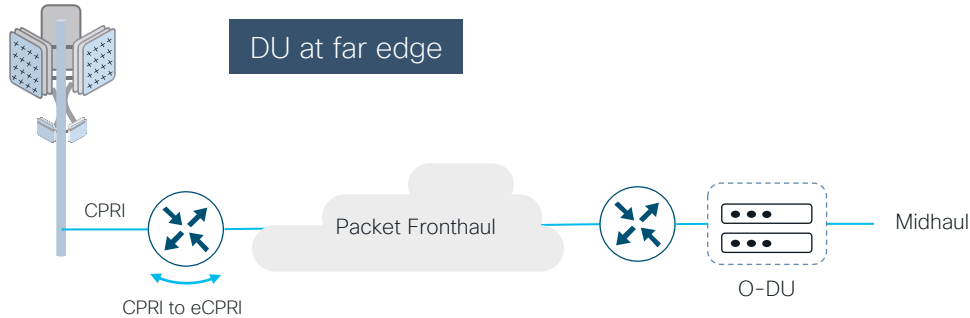 DU at far edge
CPRI
Packet Fronthaul
Midhaul
O-DU
CPRI to eCPRI